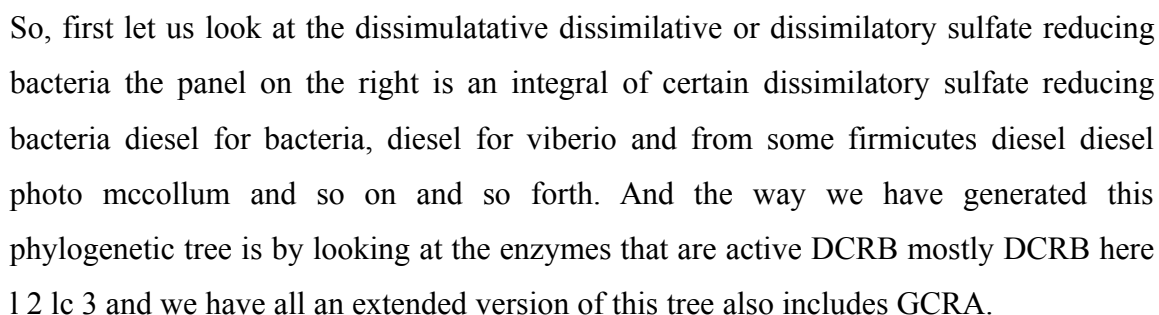 So, first let us look at the dissimulatative dissimilative or dissimilatory sulfate reducing
bacteria the panel on the right is an integral of certain dissimilatory sulfate reducing
bacteria diesel for bacteria, diesel for viberio and from some firmicutes diesel diesel
photo mccollum and so on and so forth. And the way we have generated this
phylogenetic tree is by looking at the enzymes that are active DCRB mostly DCRB here
l 2 lc 3 and we have all an extended version of this tree also includes GCRA.